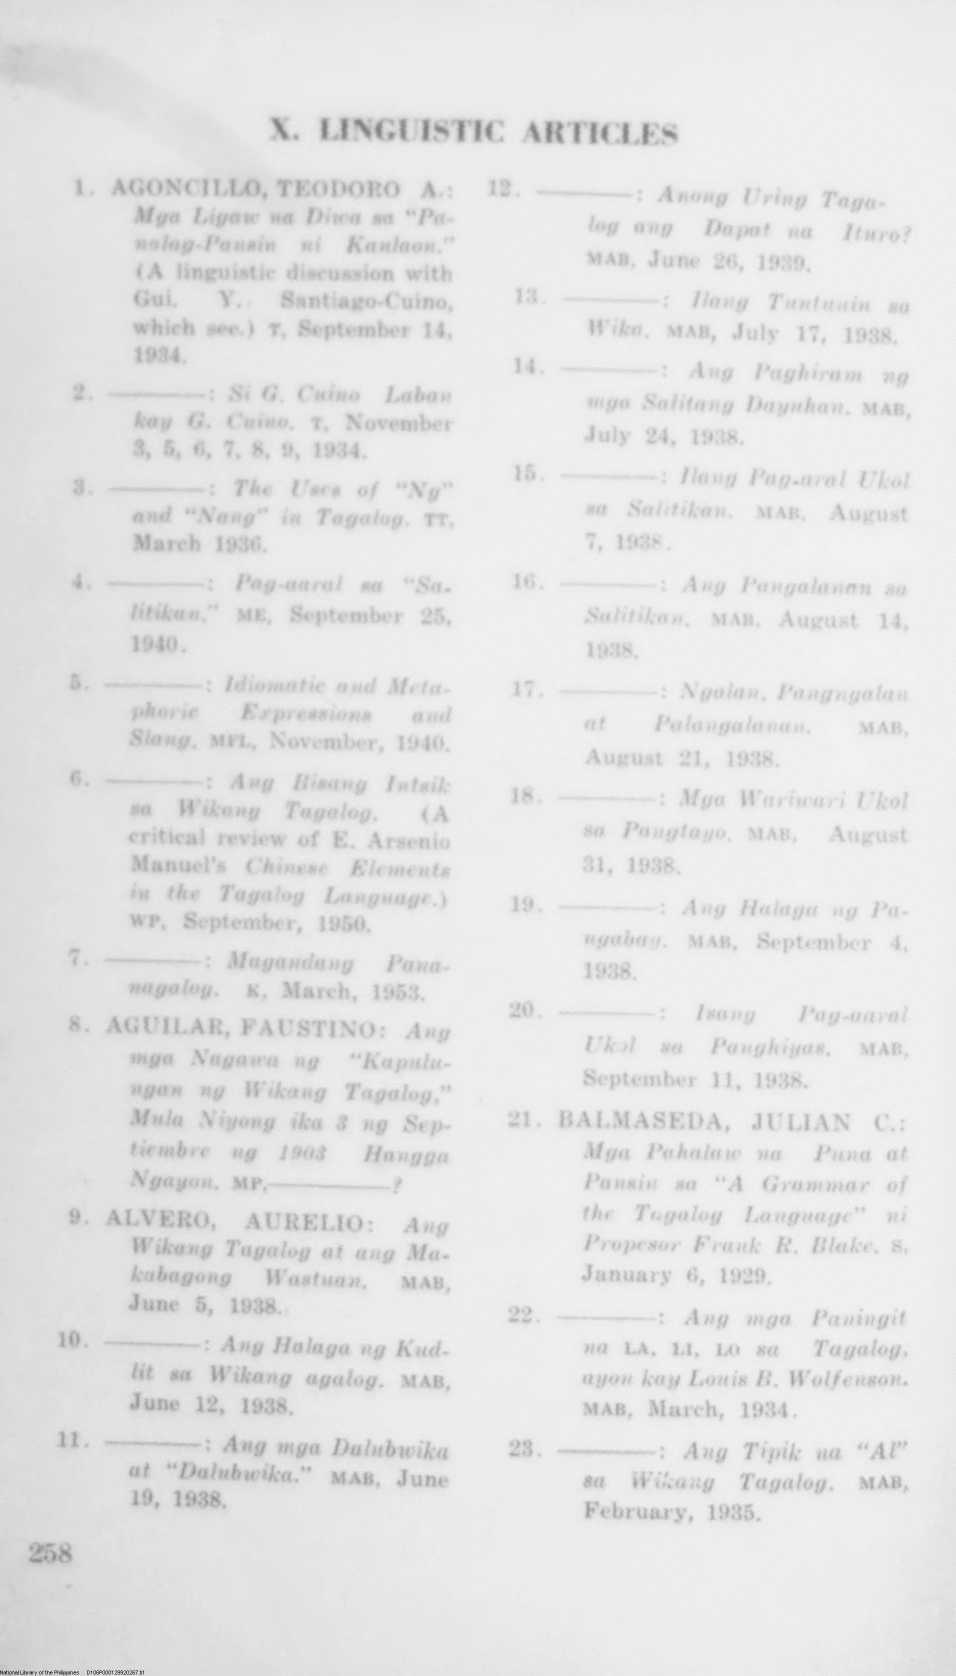 X. LINGUISTIC ARTICLES
1. AGONCILLO, TEODORO A.:
Mga Ligaw na Diwa sa "Pa-
nalag-Pansin ni Kanlaon."
(A linguistic discussion with
Gui. Y. Santiago-Cuino,
which see.) T, September 14,
1934.
2. ————: Si G. Cuino Laban
kay G. Cuino. T, November
3, 5, 6, 7, 8, 9, 1934.
3. ————: The Uses of "Ng"
and "Nang" in Tagalog. TT,
March 1936.
4. ————: Pag-aaral sa "Sa-
litikan." ME, September 25,
1940.
5. ————: Idiomatic and Meta-
phoric Expressions and
Slang. MFL, November, 1940.
6. ————: Ang Bisang Intsik
sa Wikang Tagalog. (A
critical review of E. Arsenio
Manuel's Chinese Elements
in the Tagalog Language.)
WP, September, 1950.
7. ————: Magandang Pana-
nagalog. K, March, 1953.
8. AGUILAR, FAUSTINO: Ang
mga Nagawa ng "Kapulu-
ngan ng Wikang Tagalog,"
Mula Niyong ika 3 ng Sep-
tiembre ng 1903 Hangga
Ngayon. MP,————?
9. ALVERO, AURELIO: Ang
Wikang Tagalog at ang Ma-
kabagong Wastuan. MAB,
June 5, 1938.
10. ————: Ang Halaga ng Kud-
lit sa Wikang agalog. MAB,
June 12, 1938.
11. ————: Ang mga Dalubwika
at "Dalubwika." MAB, June
19, 1938.
12. ————: Anong Uring Taga-
log ang Dapat na Ituro?
MAB, June 26, 1939.
13. ————: Ilang Tuntunin sa
Wika. MAB, July 17, 1938.
14. ————: Ang Paghiram ng
mga Salitang Dayuhan. MAB,
July 24, 1938.
15. ————: Ilang Pag-aral Ukol
sa Salitikan. MAB, August
7, 1938.
16. ————: Ang Pangalanan sa
Salitikan. MAB, August 14,
1938.
17. ————: Ngalan, Pangngalan
at Palangalanan. MAB,
August 21, 1938.
18. ————: Mga Wariwari Ukol
sa Pangtayo. MAB, August
31, 1938.
19. ————: Ang Halaga ng Pa-
ngabay. MAB, September 4,
1938.
20. ————: Isang Pag-aaral
Ukol sa Panghiyas. MAB,
September 11, 1938.
21. BALMASEDA, JULIAN C.:
Mga Pahalaw na Puna at
Pansin sa "A Grammar of
the Tagalog Language" ni
Propesor Frank R. Blake. S,
January 6, 1929.
22. ————: Ang mga Paningit
na LA, LI, LO sa Tagalog,
ayon kay Louis B. Wolfenson.
MAB, March, 1934.
23. ————: Ang Tipik na "Al"
sa Wikang Tagalog. MAB,
February, 1935.
258
National Library of the Philippines